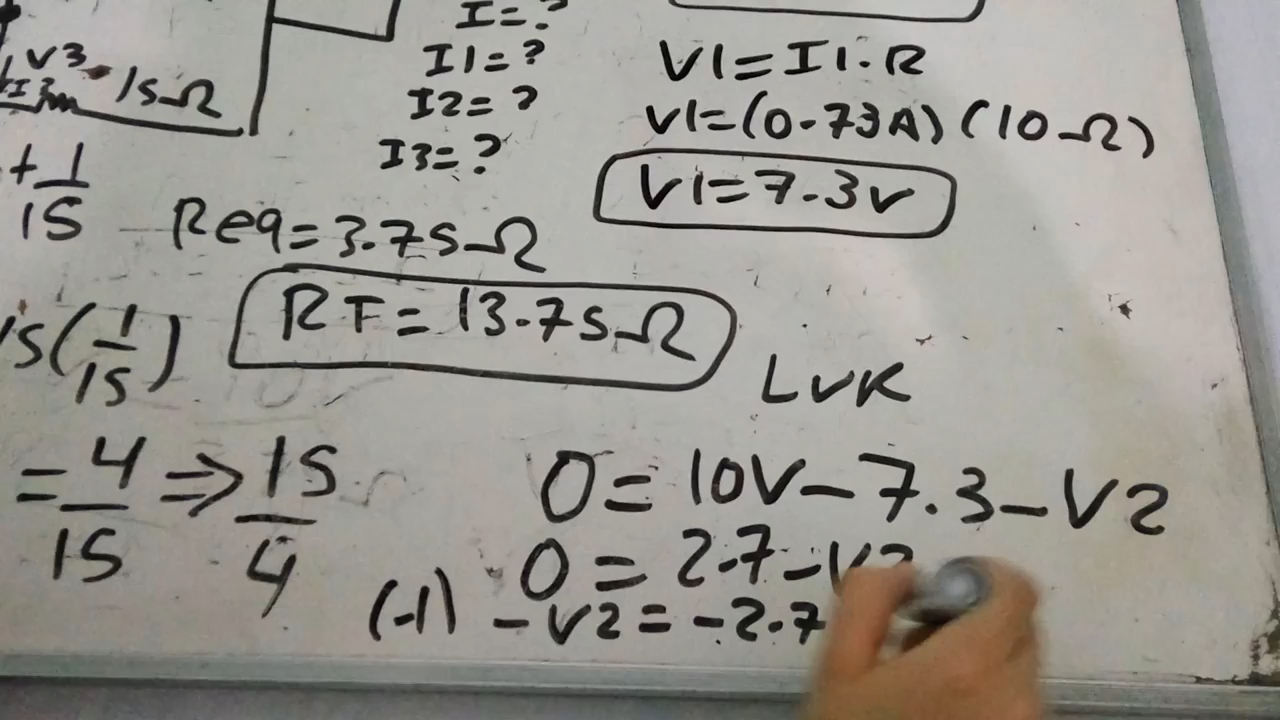 I=?
I1=?
I2=?
I3=?
V3
I3
15Ω
+ 1/15
Req=3.75Ω
RT=13.75Ω
15(1/15)
=4/15 ⇒ 15/4
V1=I1.R
V1=(0.73A)(10Ω)
V1=7.3v
LVK
0=10V-7.3-V2
0=2.7-V2
(-1) -V2=-2.7